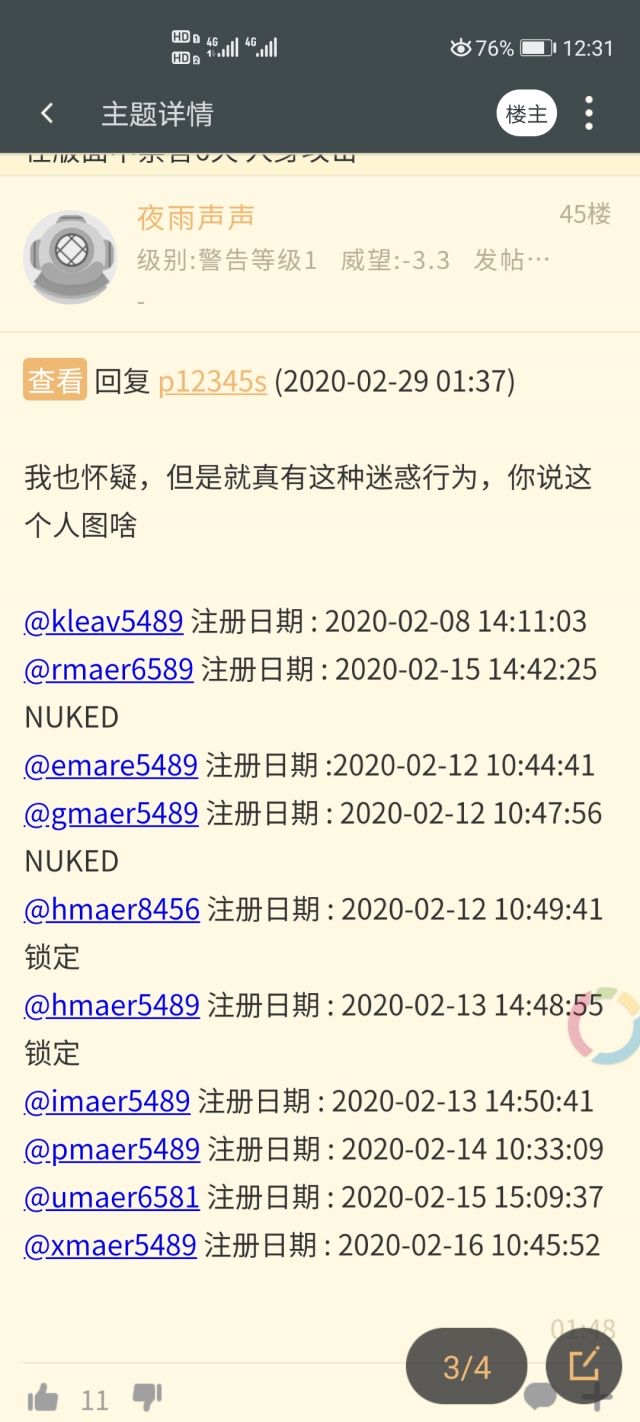 HD 1 4G 4G 76% 12:31
HD 2
主题详情 楼主
夜雨声声 45楼
级别:警告等级1 威望:-3.3 发帖…
-
查看 回复 p12345s (2020-02-29 01:37)
我也怀疑，但是就真有这种迷惑行为，你说这
个人图啥
@kleav5489 注册日期 : 2020-02-08 14:11:03
@rmaer6589 注册日期 : 2020-02-15 14:42:25
NUKED
@emare5489 注册日期 :2020-02-12 10:44:41
@gmaer5489 注册日期 : 2020-02-12 10:47:56
NUKED
@hmaer8456 注册日期 : 2020-02-12 10:49:41
锁定
@hmaer5489 注册日期 : 2020-02-13 14:48:55
锁定
@imaer5489 注册日期 : 2020-02-13 14:50:41
@pmaer5489 注册日期 : 2020-02-14 10:33:09
@umaer6581 注册日期 : 2020-02-15 15:09:37
@xmaer5489 注册日期 : 2020-02-16 10:45:52
01:48
3/4
11